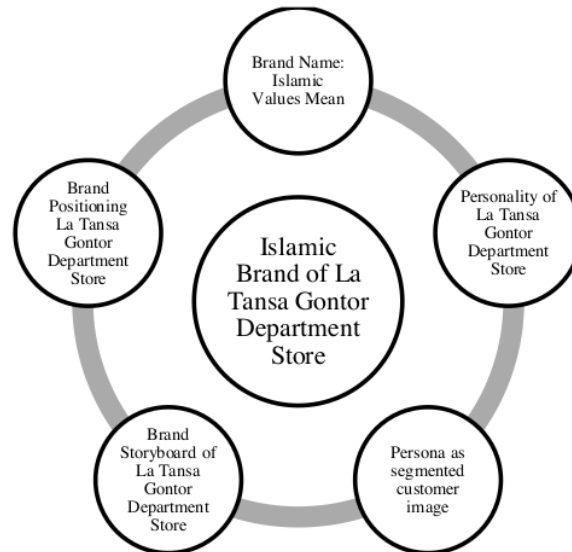 Brand Name:
Islamic
Values Mean
Personality of
La Tansa
Gontor
Department
Store
Persona as
segmented
customer
image
Brand
Storyboard of
La Tansa
Gontor
Department
Store
Brand
Positioning
La Tansa
Gontor
Department
Store
Islamic
Brand of La
Tansa Gontor
Department
Store